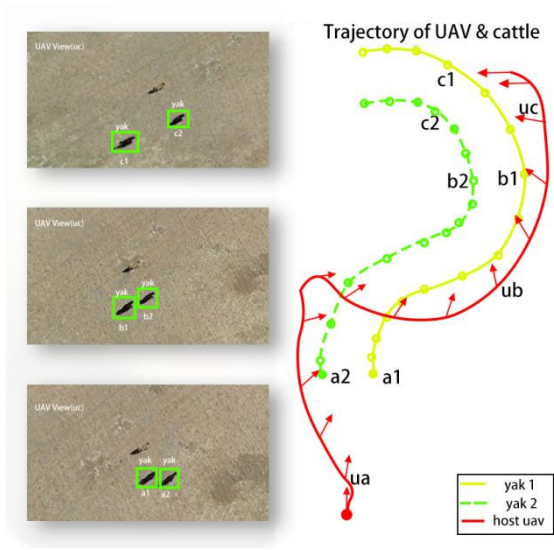 Trajectory of UAV & cattle
UAV View(uc)
yak
yak
c1
c2
UAV View(uc)
yak
yak
b1
b2
UAV View(uc)
yak
yak
a1
a2
c1
uc
c2
b2
b1
ub
a2
a1
ua
yak 1
yak 2
host uav